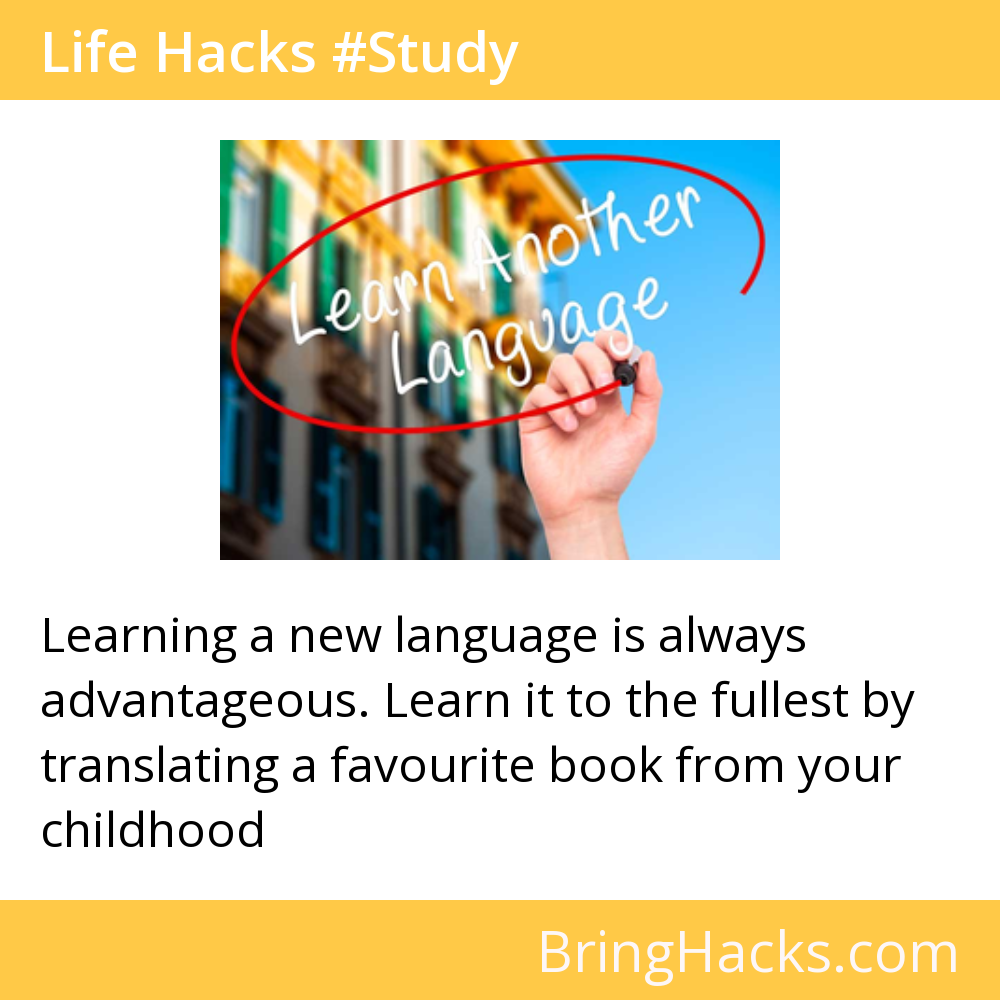 Life Hacks #Study
Learn Another
Language
Learning a new language is always
advantageous. Learn it to the fullest by
translating a favourite book from your
childhood
BringHacks.com